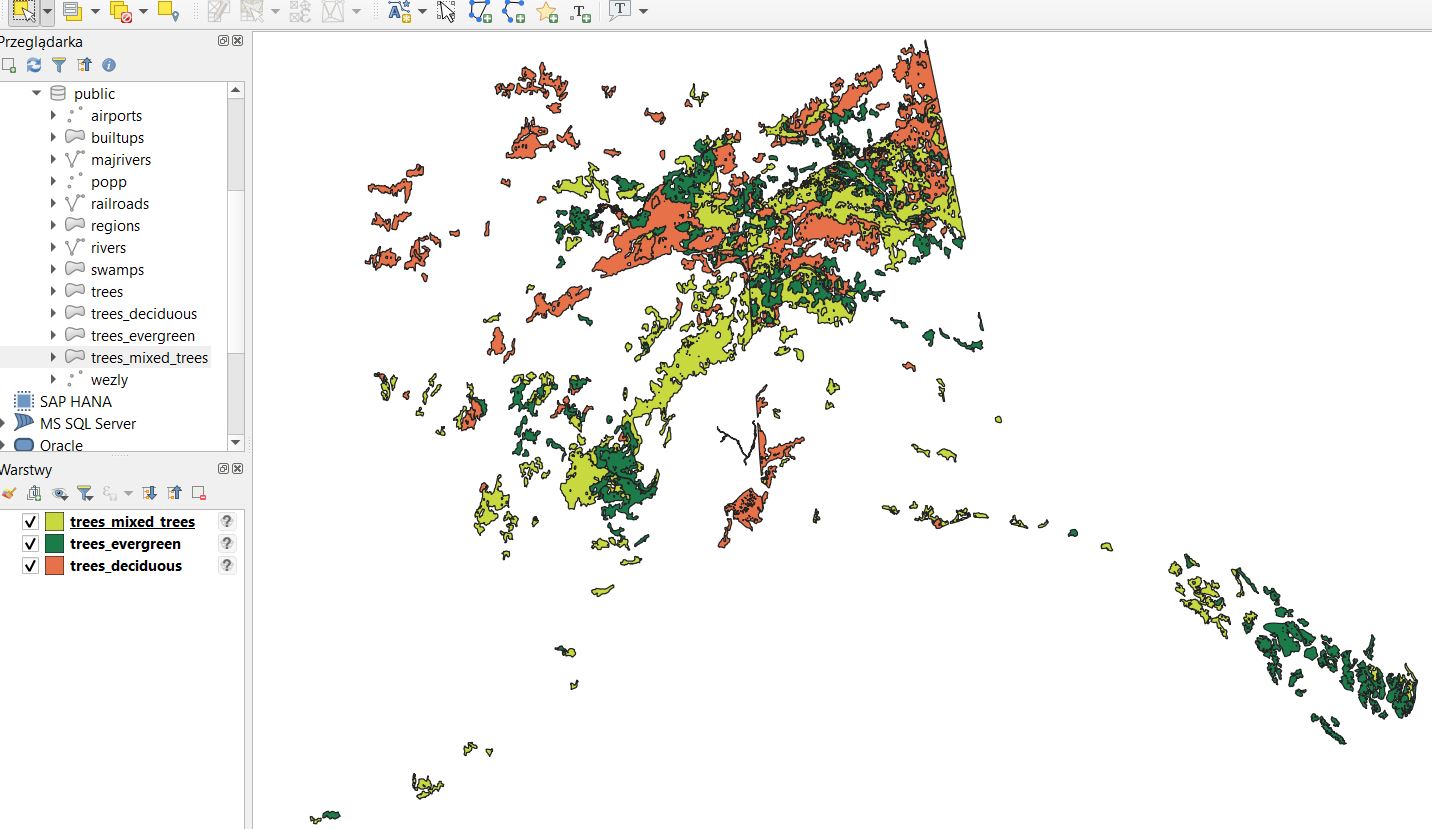 T
T
Przeglądarka
public
airports
builtups
majrivers
popp
railroads
regions
rivers
swamps
trees
trees_deciduous
trees_evergreen
trees_mixed_trees
wezly
SAP HANA
MS SQL Server
Oracle
Warstwy
trees_mixed_trees
trees_evergreen
trees_deciduous